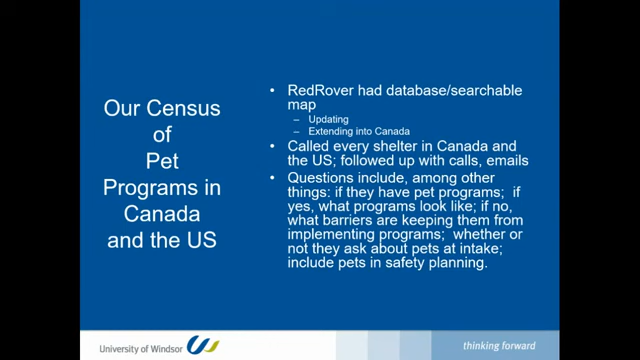 Our Census
of
Pet
Programs in
Canada
and the US
• RedRover had database/searchable
map
– Updating
– Extending into Canada
• Called every shelter in Canada and
the US; followed up with calls, emails
• Questions include, among other
things: if they have pet programs; if
yes, what programs look like; if no,
what barriers are keeping them from
implementing programs; whether or
not they ask about pets at intake;
include pets in safety planning.
University of Windsor
thinking forward